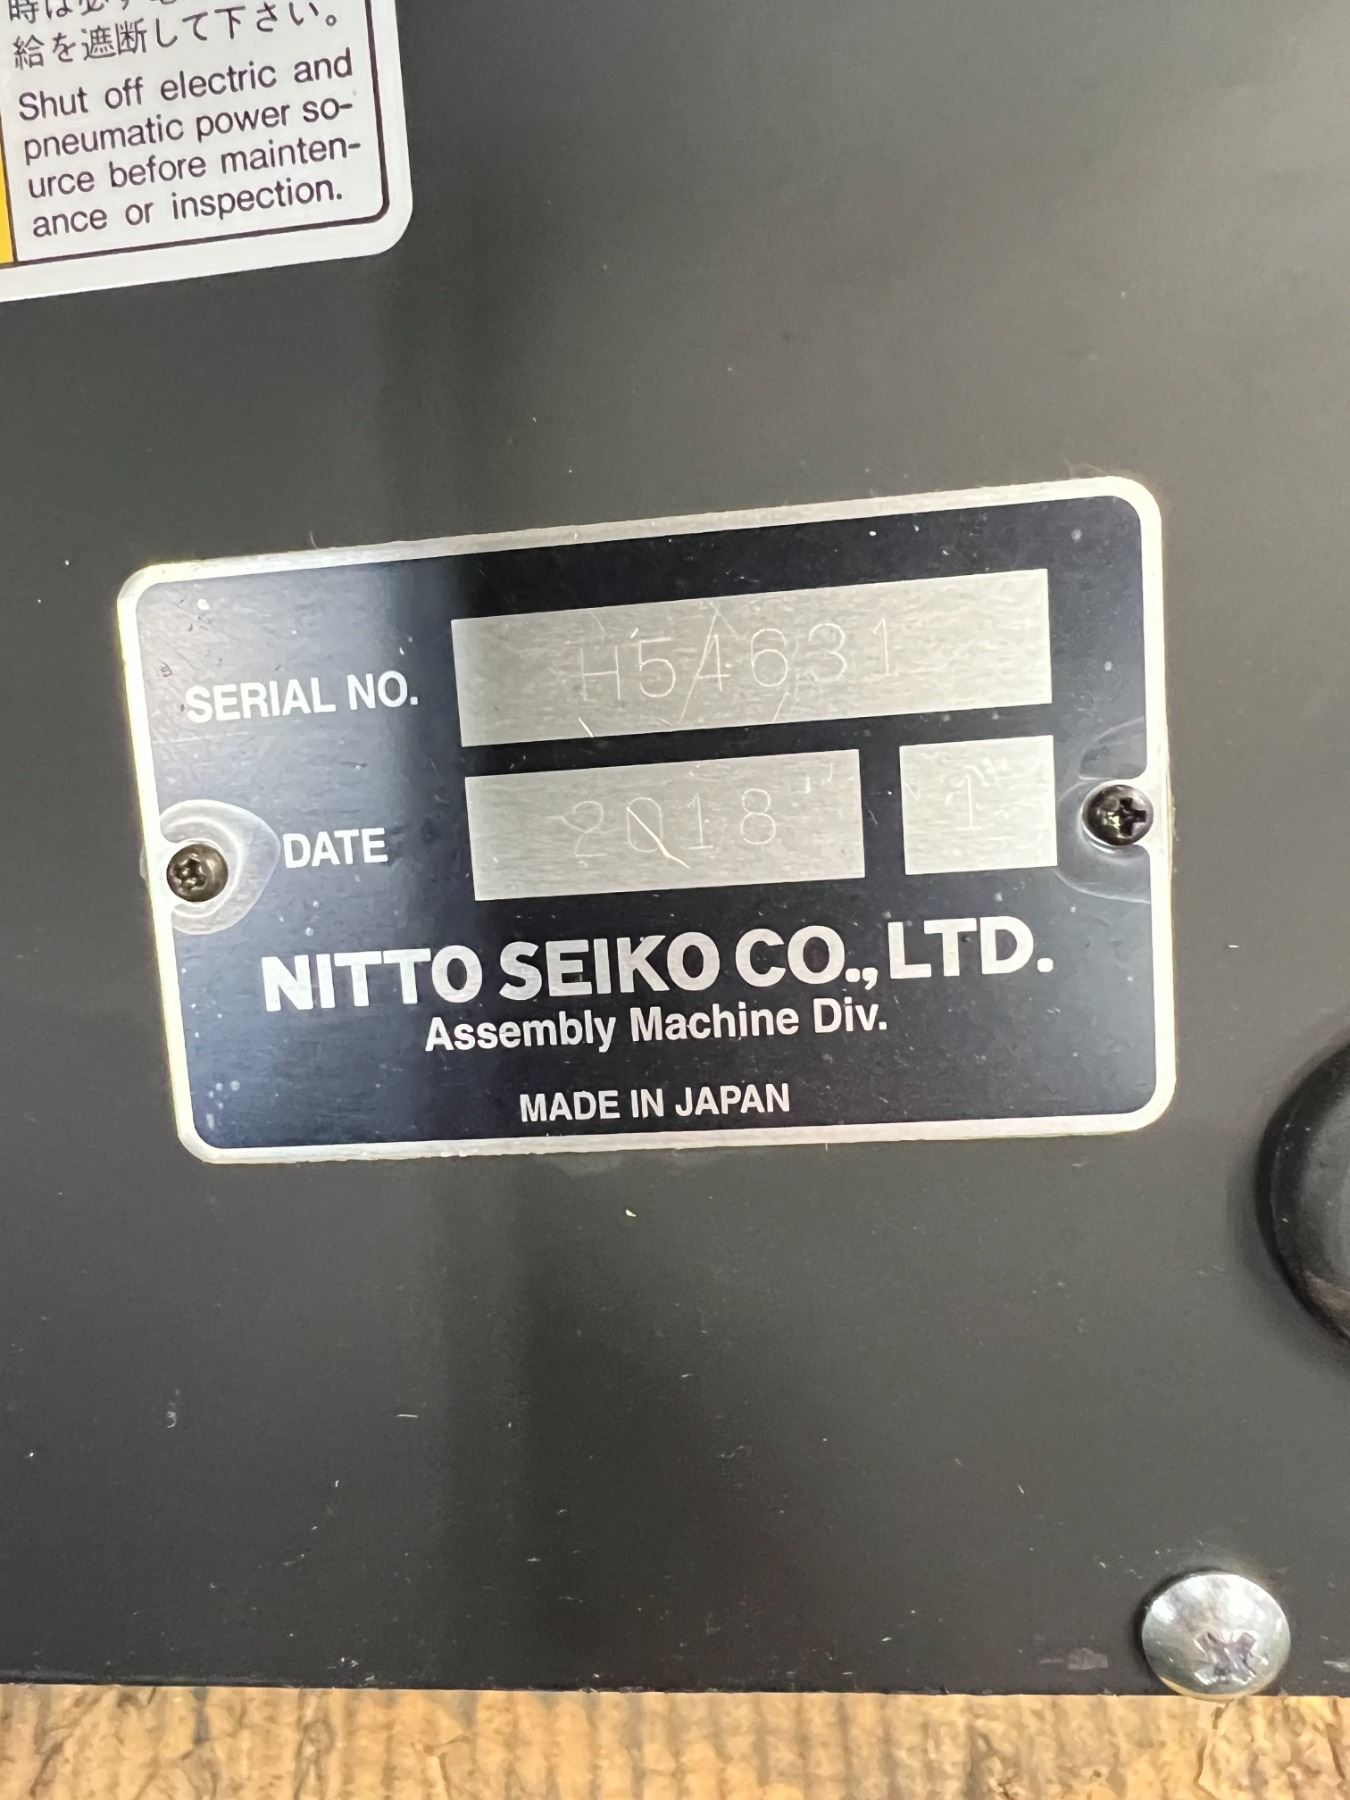 給を遮断して下さい。
Shut off electric and
pneumatic power so-
urce before mainten-
ance or inspection.
SERIAL NO. H54631
DATE 2018 1
NITTO SEIKO CO., LTD.
Assembly Machine Div.
MADE IN JAPAN